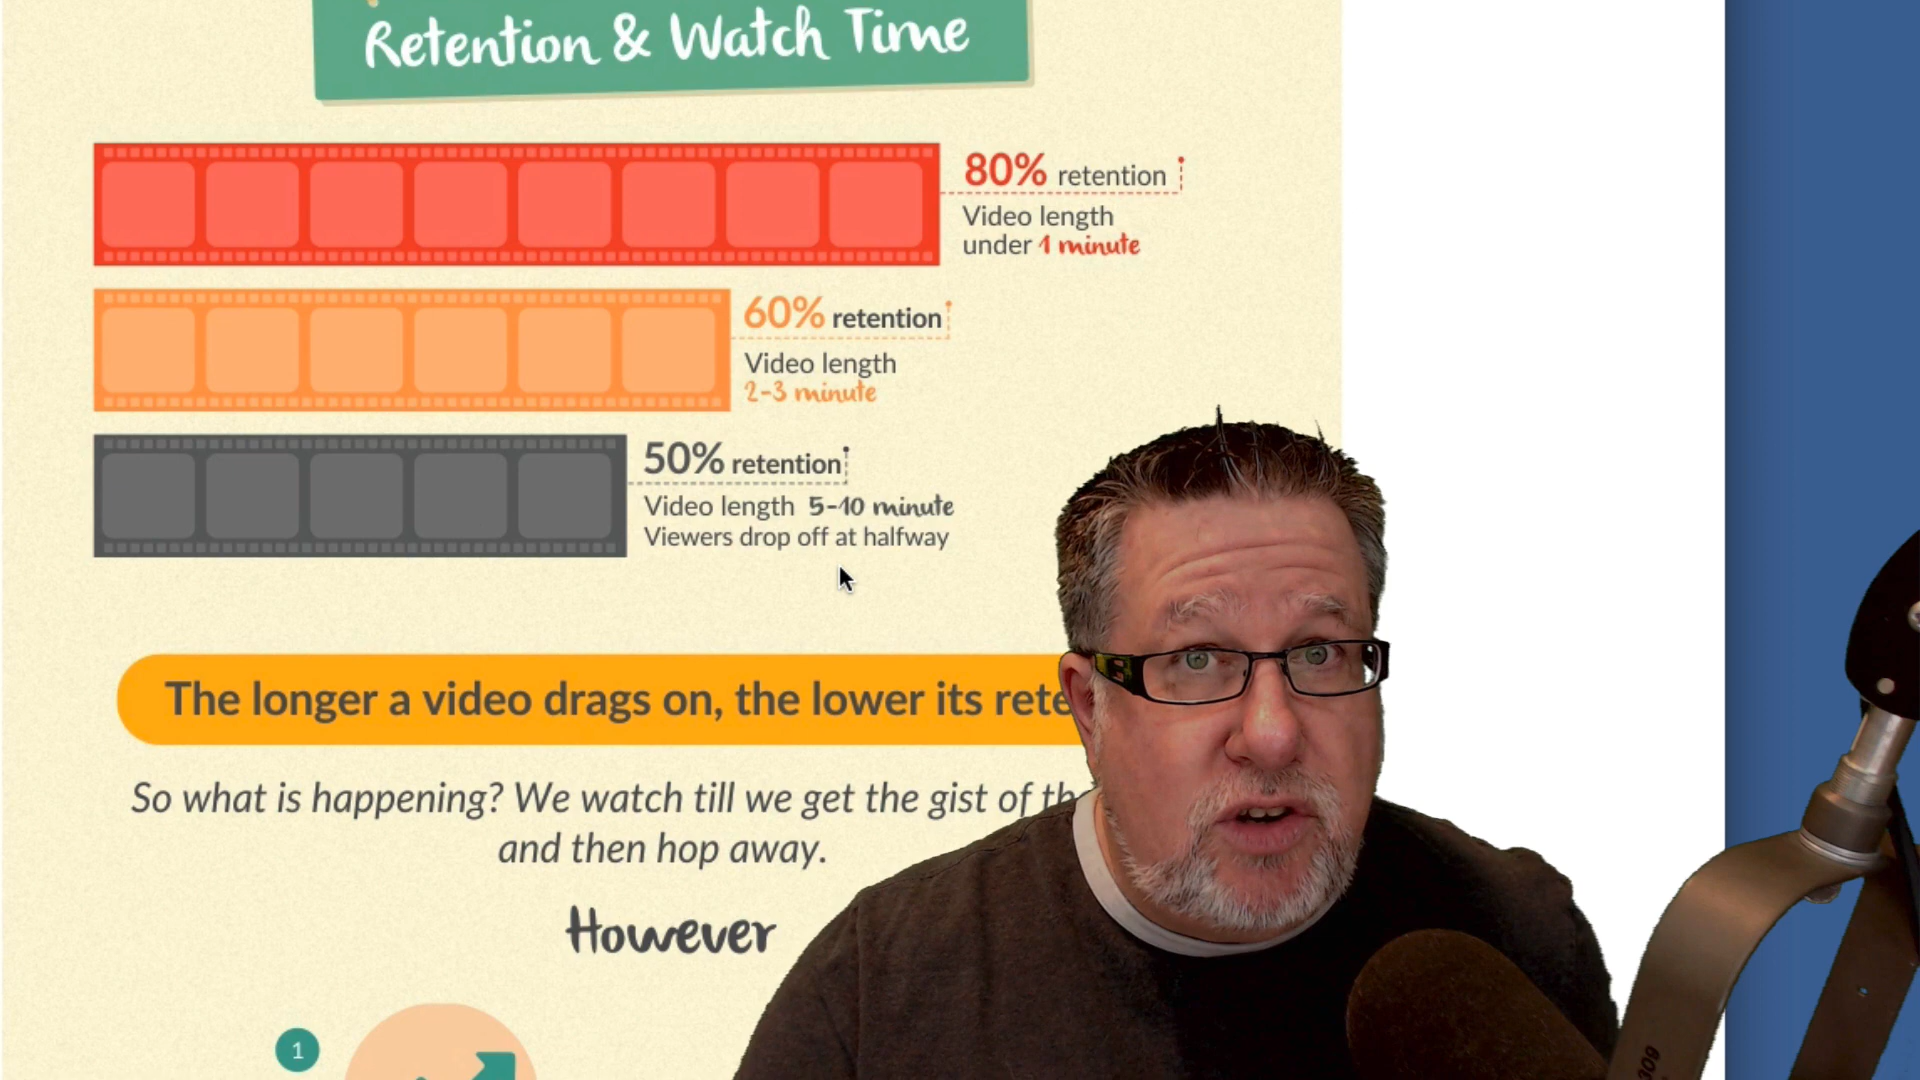 Retention & Watch Time
80% retention
Video length
under 1 minute
60% retention
Video length
2-3 minute
50% retention
Video length 5-10 minute
Viewers drop off at halfway
The longer a video drags on, the lower its rete
So what is happening? We watch till we get the gist of th
and then hop away.
However
1
309